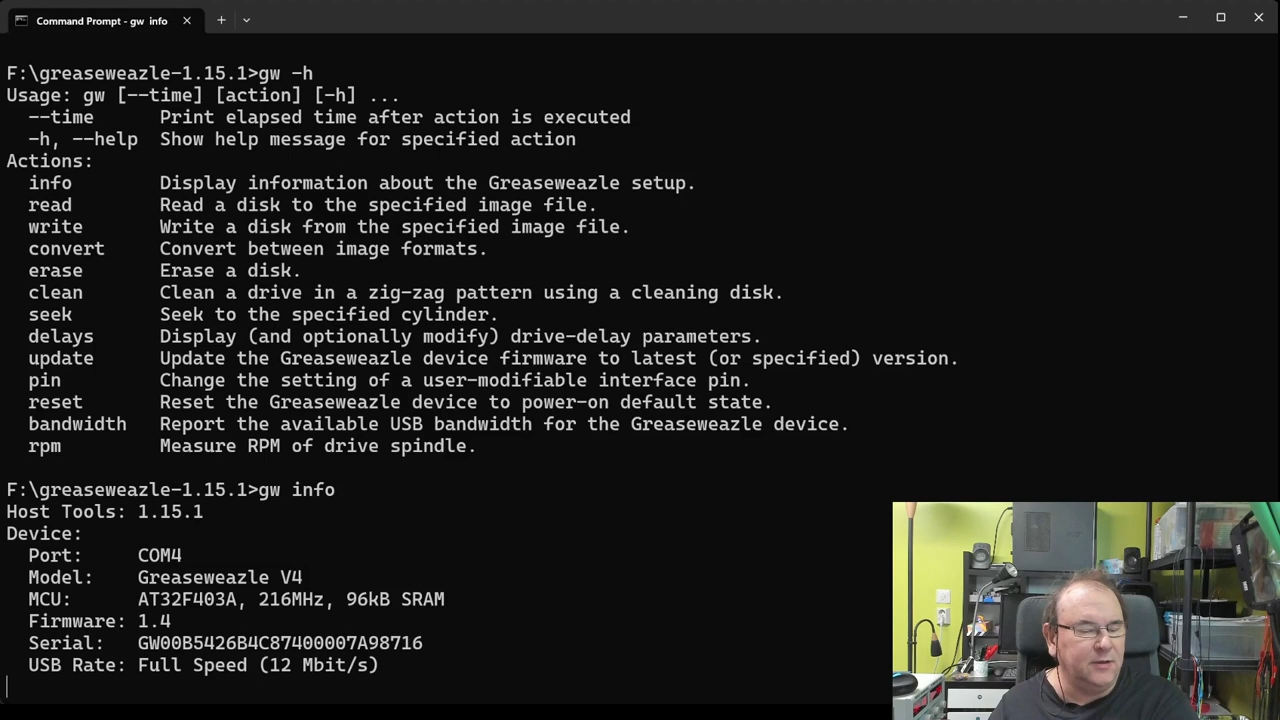 Command Prompt - gw info
F:\greaseweazle-1.15.1>gw -h
Usage: gw [--time] [action] [-h] ...
--time Print elapsed time after action is executed
-h, --help Show help message for specified action
Actions:
info Display information about the Greaseweazle setup.
read Read a disk to the specified image file.
write Write a disk from the specified image file.
convert Convert between image formats.
erase Erase a disk.
clean Clean a drive in a zig-zag pattern using a cleaning disk.
seek Seek to the specified cylinder.
delays Display (and optionally modify) drive-delay parameters.
update Update the Greaseweazle device firmware to latest (or specified) version.
pin Change the setting of a user-modifiable interface pin.
reset Reset the Greaseweazle device to power-on default state.
bandwidth Report the available USB bandwidth for the Greaseweazle device.
rpm Measure RPM of drive spindle.
F:\greaseweazle-1.15.1>gw info
Host Tools: 1.15.1
Device:
Port: COM4
Model: Greaseweazle V4
MCU: AT32F403A, 216MHz, 96kB SRAM
Firmware: 1.4
Serial: GW00B5426B4C87400007A98716
USB Rate: Full Speed (12 Mbit/s)